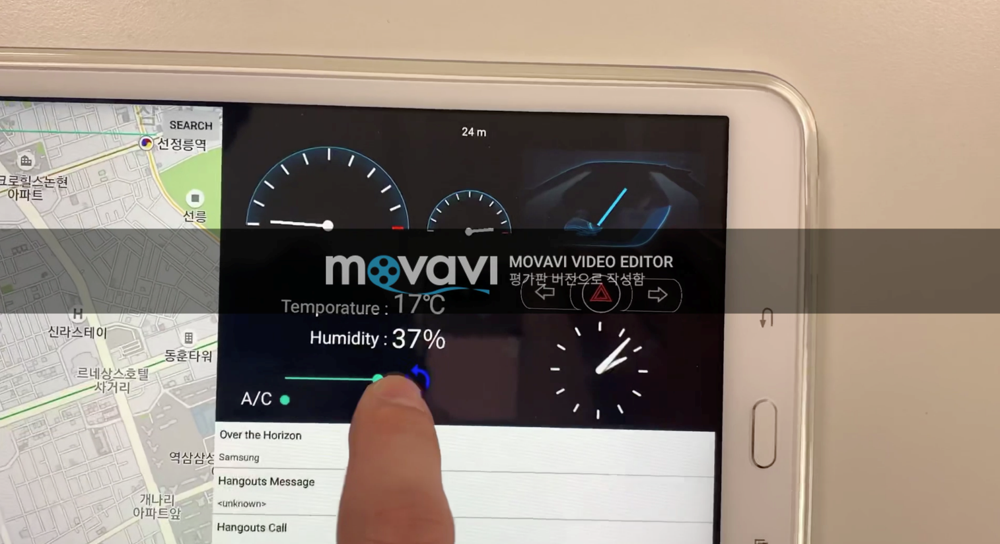 SEARCH
선정릉역
크로힐스논현
아파트
선릉
24 m
movavi
MOVAVI VIDEO EDITOR
평가판 버전으로 작성함
Temporature : 17℃
Humidity : 37%
A/C
H
신라스테이
동훈타워
르네상스호텔
사거리
역삼삼성
개나리
아파트앞
Over the Horizon
Samsung
Hangouts Message
<unknown>
Hangouts Call